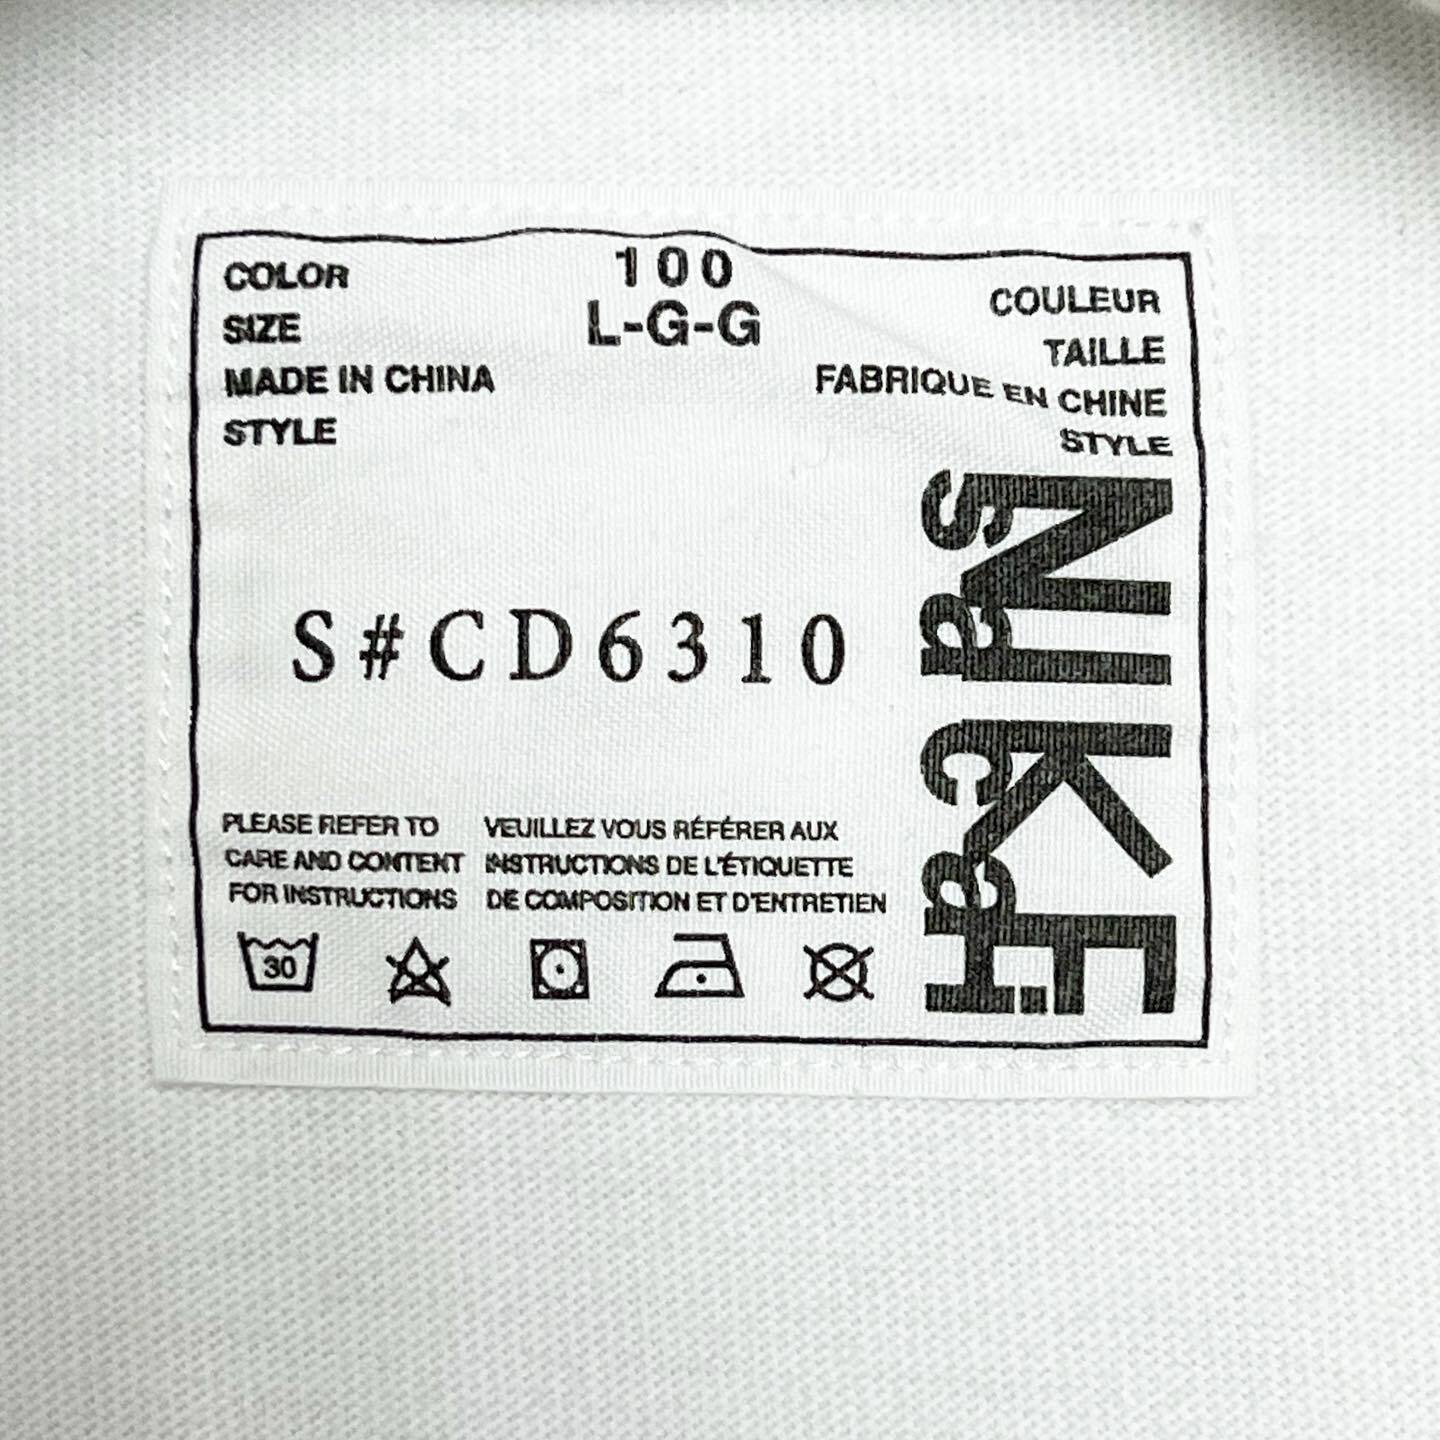 COLOR 100 COULEUR
SIZE L-G-G TAILLE
MADE IN CHINA FABRIQUE EN CHINE
STYLE STYLE
S#CD6310
NIKE
sacai
PLEASE REFER TO
CARE AND CONTENT
FOR INSTRUCTIONS
VEUILLEZ VOUS RÉFÉRER AUX
INSTRUCTIONS DE L'ÉTIQUETTE
DE COMPOSITION ET D'ENTRETIEN
30